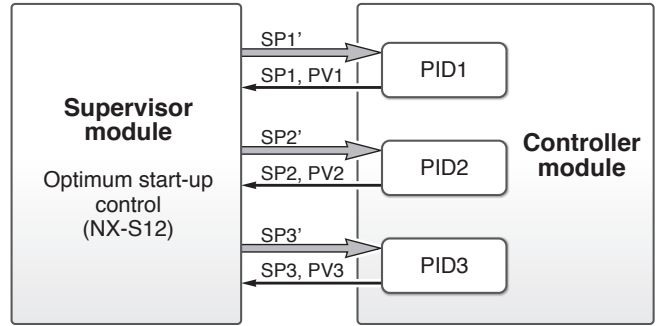 Supervisor
module
Optimum start-up
control
(NX-S12)
SP1’
SP1, PV1
SP2’
SP2, PV2
SP3’
SP3, PV3
PID1
PID2
PID3
Controller
module